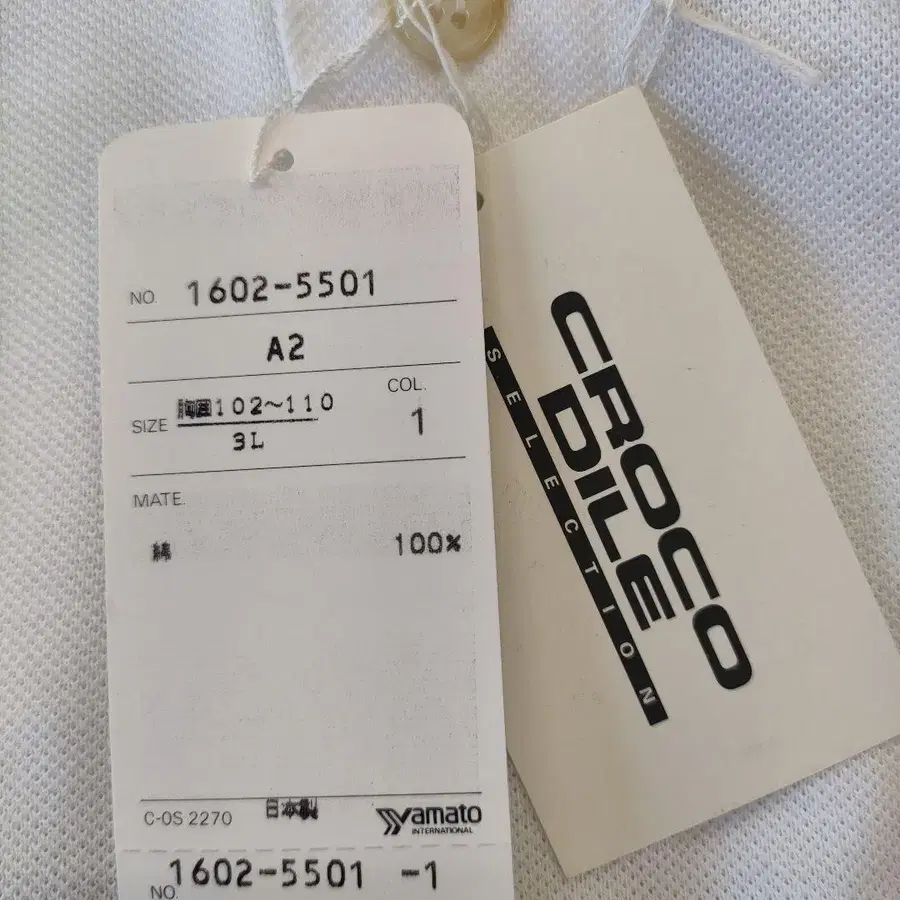 NO. 1602-5501
A2
SIZE 胸囲102〜110
3L
COL.
1
MATE.
綿 100%
C-OS 2270 日本製 Yamato
INTERNATIONAL
NO. 1602-5501 -1
CROCO
DILE
SELECTION